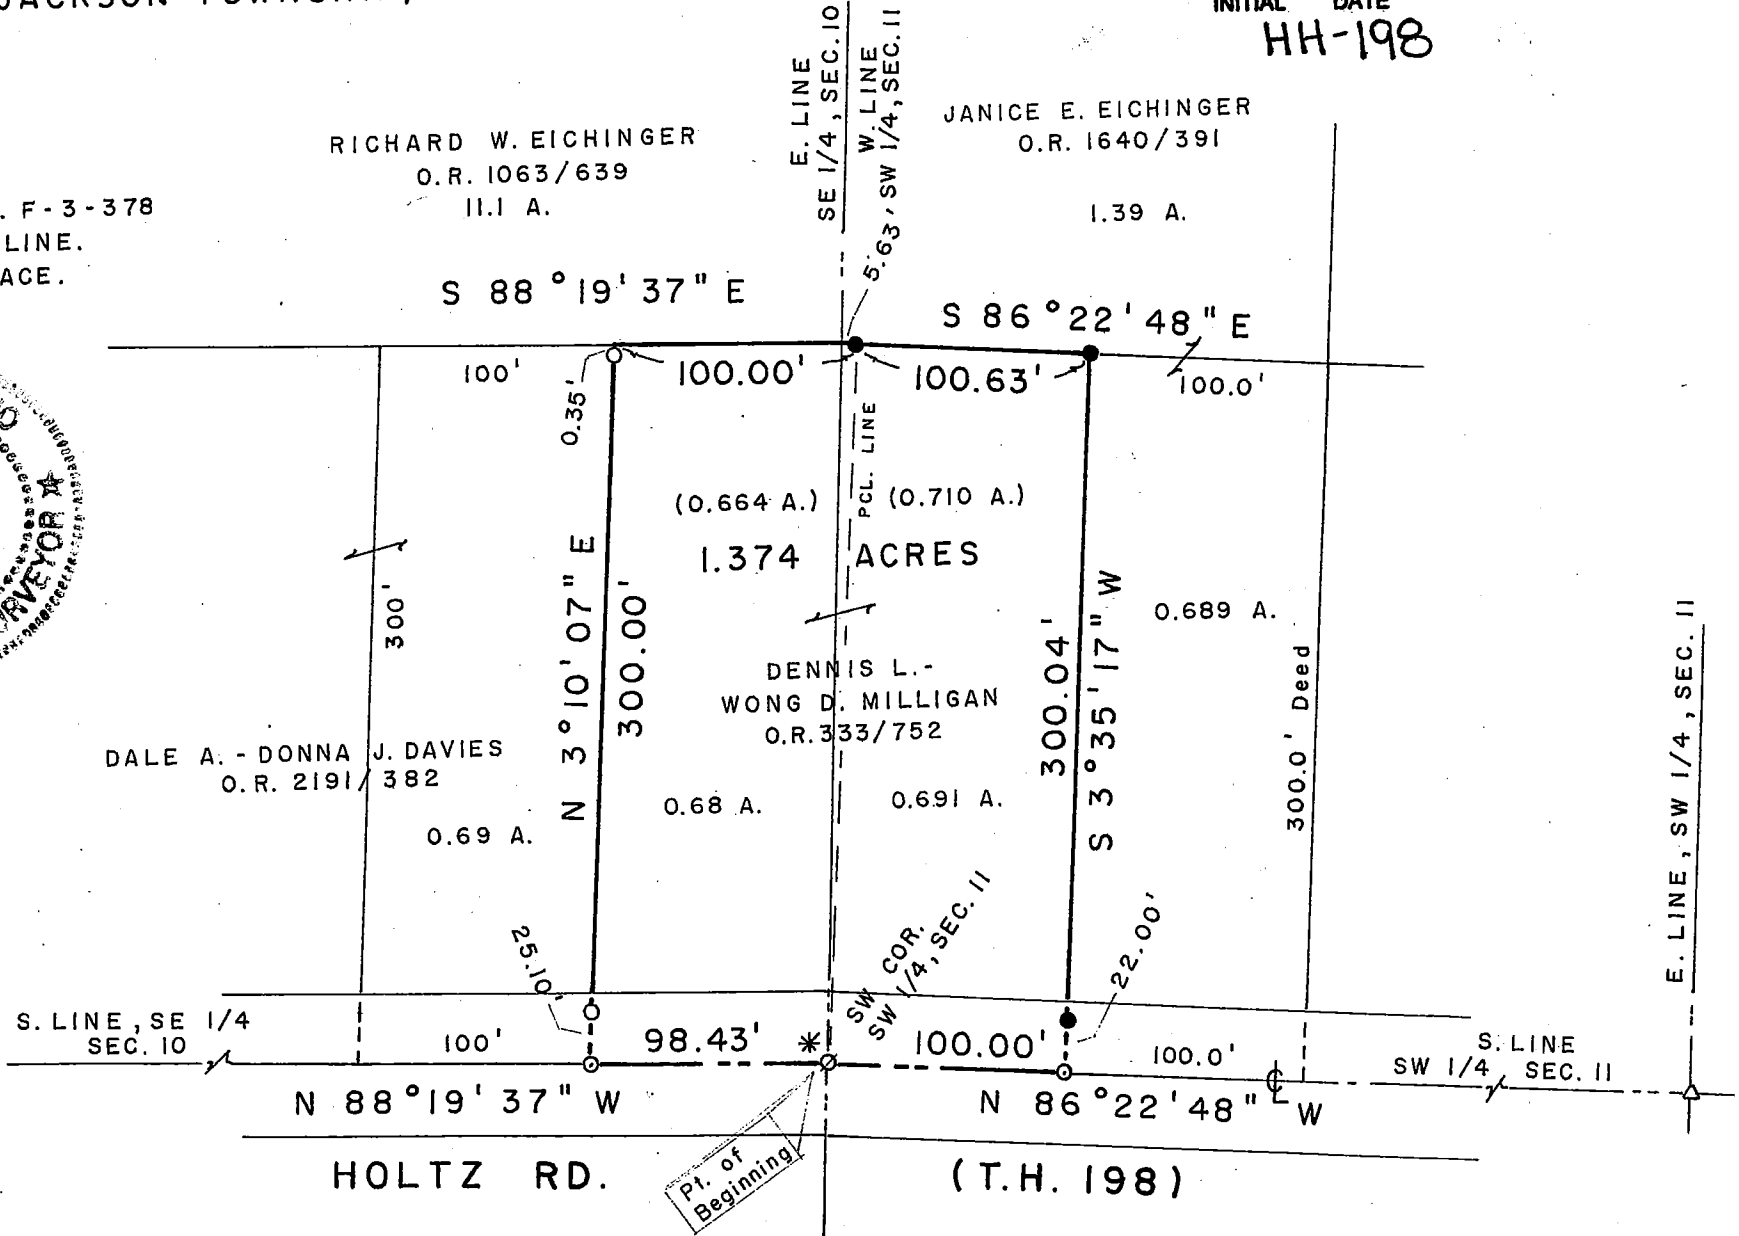 INITIAL DATE
HH-198
E. LINE
SE 1/4, SEC. 10
W. LINE
SW 1/4, SEC. 11
RICHARD W. EICHINGER
O.R. 1063/639
11.1 A.
JANICE E. EICHINGER
O.R. 1640/391
1.39 A.
. F-3-378
LINE.
ACE.
S 88°19'37" E
5.63'
S 86°22'48" E
100'
0.35'
100.00'
100.63'
100.0'
PCL. LINE
(0.664 A.)
(0.710 A.)
1.374 ACRES
300'
N 3°10'07" E
300.00'
300.04'
S 3°35'17" W
0.689 A.
300.0' Deed
DENNIS L.-
WONG D. MILLIGAN
O.R. 333/752
DALE A. - DONNA J. DAVIES
O.R. 2191/382
0.69 A.
0.68 A.
0.691 A.
E. LINE, SW 1/4, SEC. 11
25.10'
SW COR.
SW 1/4, SEC. 11
22.00'
S. LINE, SE 1/4
SEC. 10
100'
98.43'
*
100.00'
100.0'
S. LINE
SW 1/4 SEC. 11
N 88°19'37" W
N 86°22'48" W
Pt. of
Beginning
HOLTZ RD.
(T.H. 198)